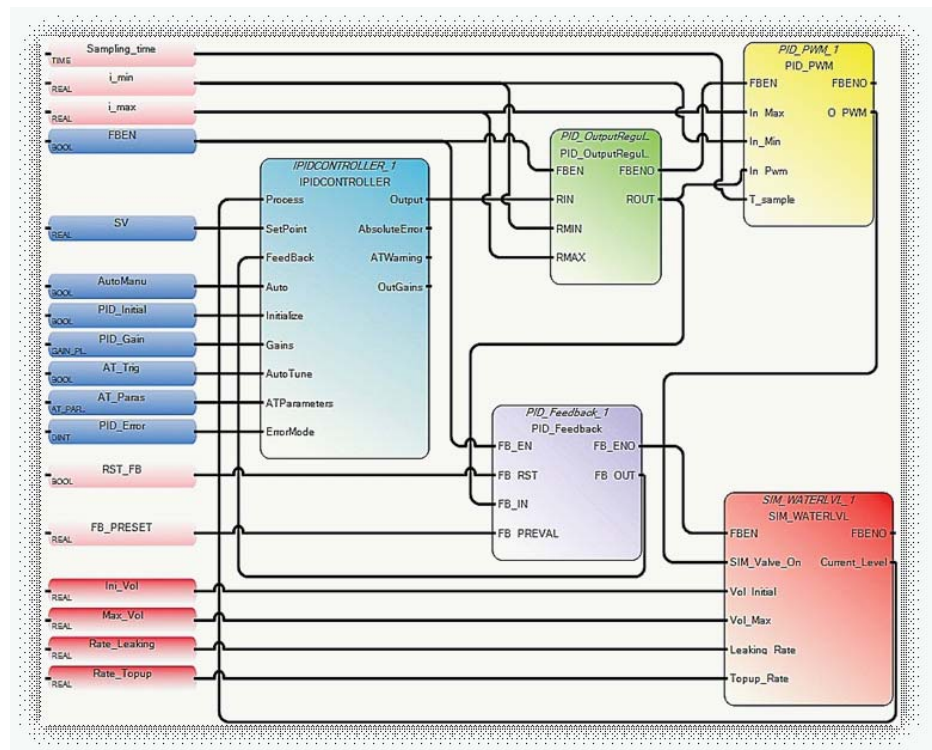 Sampling_time
TIME
i_min
REAL
i_max
REAL
FBEN
BOOL
SV
REAL
AutoManu
BOOL
PID_Initial
BOOL
PID_Gain
GAIN_PI..
AT_Trig
BOOL
AT_Paras
AT_PAR..
PID_Error
DINT
RST_FB
BOOL
FB_PRESET
REAL
Ini_Vol
REAL
Max_Vol
REAL
Rate_Leaking
REAL
Rate_Topup
REAL
IPIDCONTROLLER_1
IPIDCONTROLLER
Process Output
SetPoint AbsoluteError
FeedBack ATWarning
Auto OutGains
Initialize
Gains
AutoTune
ATParameters
ErrorMode
PID_OutputRegul..
PID_OutputRegul..
FBEN FBENO
RIN ROUT
RMIN
RMAX
PID_PWM_1
PID_PWM
FBEN FBENO
In_Max O_PWM
In_Min
In_Pwm
T_sample
PID_Feedback_1
PID_Feedback
FB_EN FB_ENO
FB_RST FB_OUT
FB_IN
FB_PREVAL
SIM_WATERLVL_1
SIM_WATERLVL
FBEN FBENO
SIM_Valve_On Current_Level
Vol_Initial
Vol_Max
Leaking_Rate
Topup_Rate